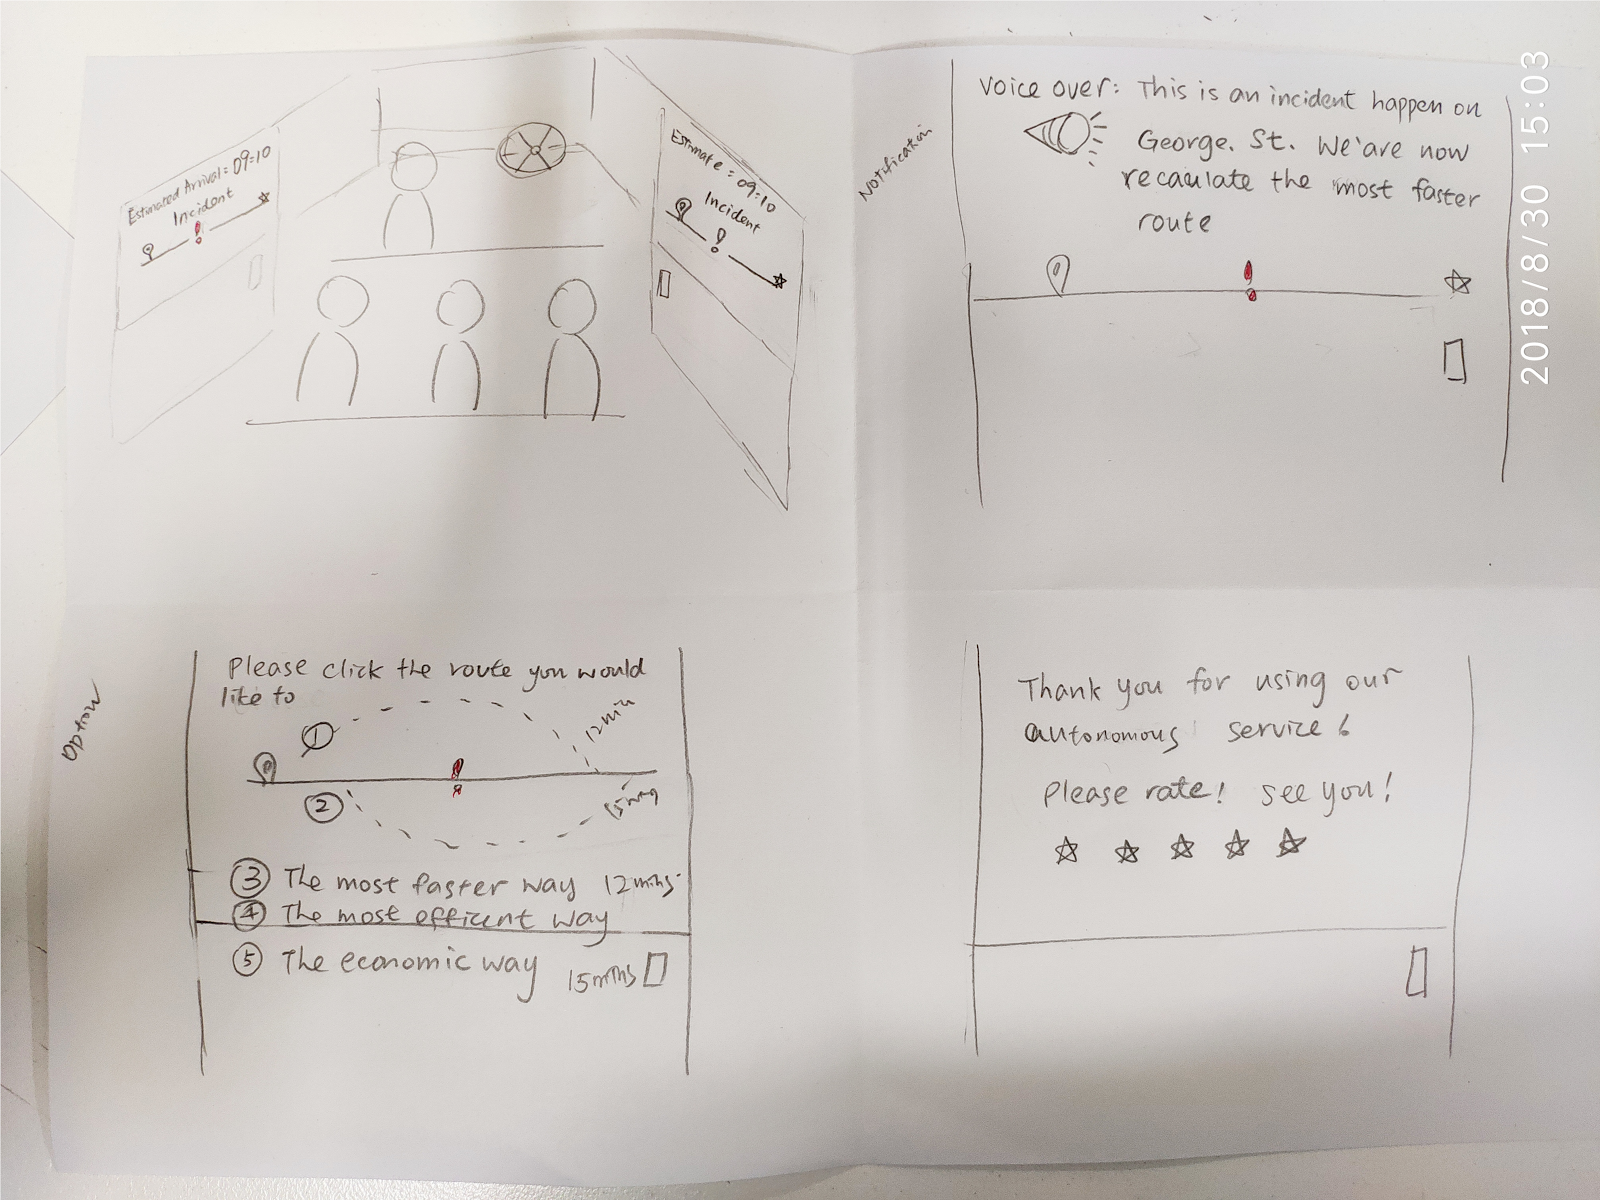 Estimated Arrival = 09:10
Incident
Estimate = 09:10
Incident
Notification
Voice over: This is an incident happen on
George. St. We'are now
recaulate the most faster
route
2018/8/30 15:03
Option
Please click the route you would
like to
1
12min
2
15mins
3 The most faster way 12mins
4 The most efficent way
5 The economic way 15mins
Thank you for using our
autonomous service!
Please rate! See you!